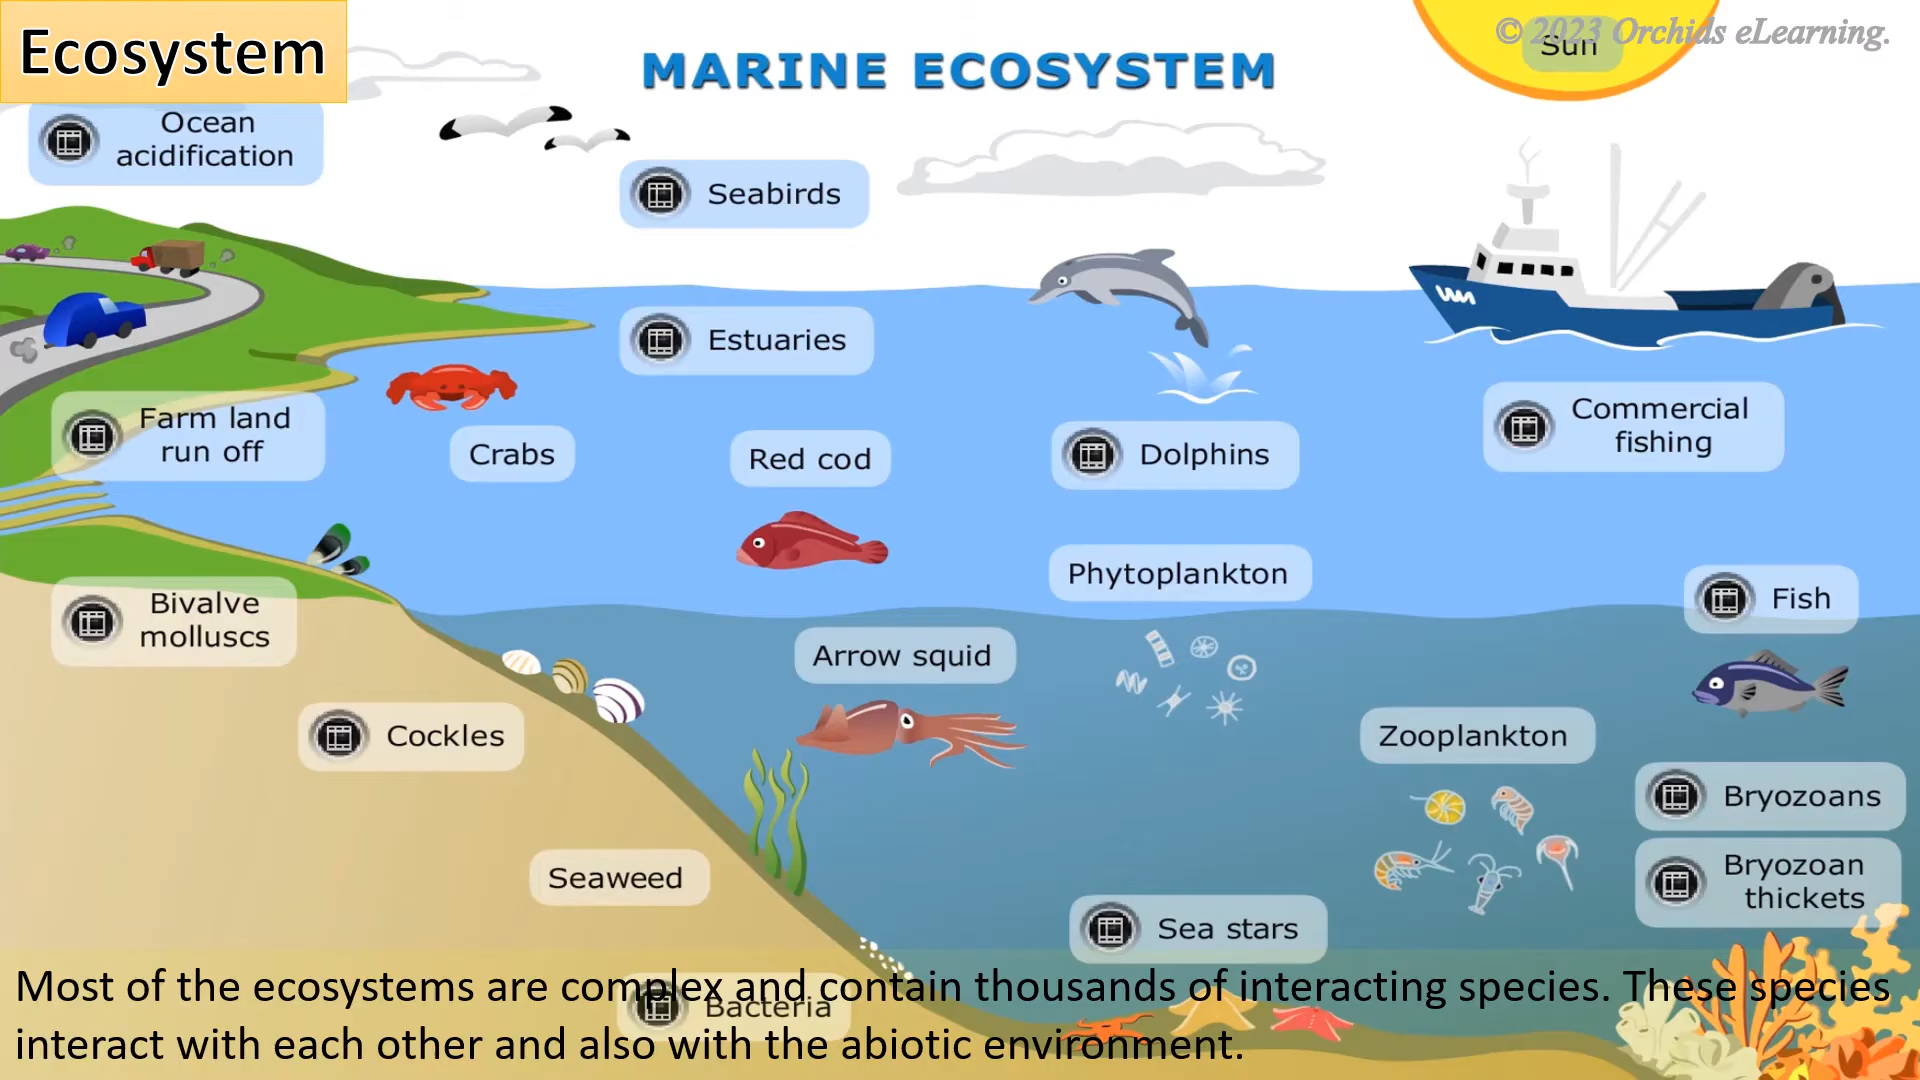 Ecosystem
MARINE ECOSYSTEM
© 2023 Orchids eLearning.
Sun
Ocean
acidification
Seabirds
Estuaries
Farm land
run off
Crabs
Red cod
Dolphins
Commercial
fishing
Phytoplankton
Fish
Bivalve
molluscs
Arrow squid
Cockles
Zooplankton
Bryozoans
Seaweed
Bryozoan
thickets
Sea stars
Bacteria
Most of the ecosystems are complex and contain thousands of interacting species. These species
interact with each other and also with the abiotic environment.